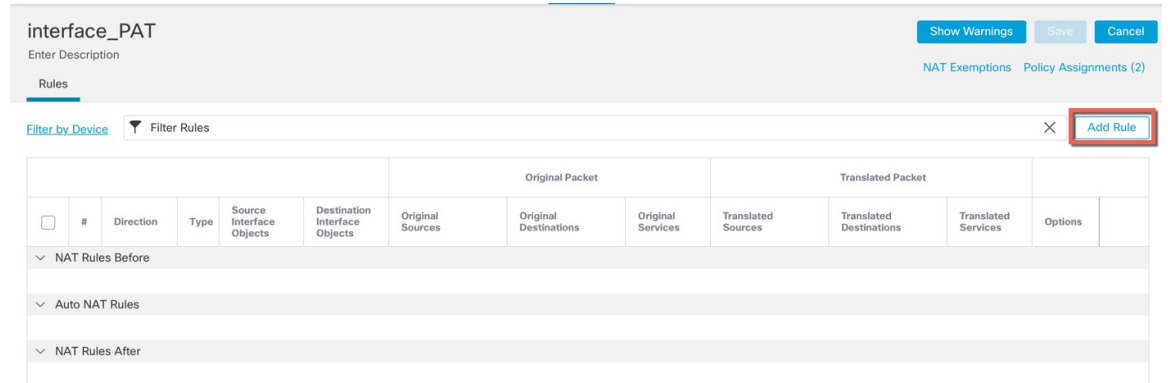 interface_PAT
Show Warnings Save Cancel
Enter Description
NAT Exemptions Policy Assignments (2)
Rules
Filter by Device Filter Rules Add Rule
Original Packet Translated Packet
# Direction Type Source Interface Objects Destination Interface Objects Original Sources Original Destinations Original Services Translated Sources Translated Destinations Translated Services Options
NAT Rules Before
Auto NAT Rules
NAT Rules After